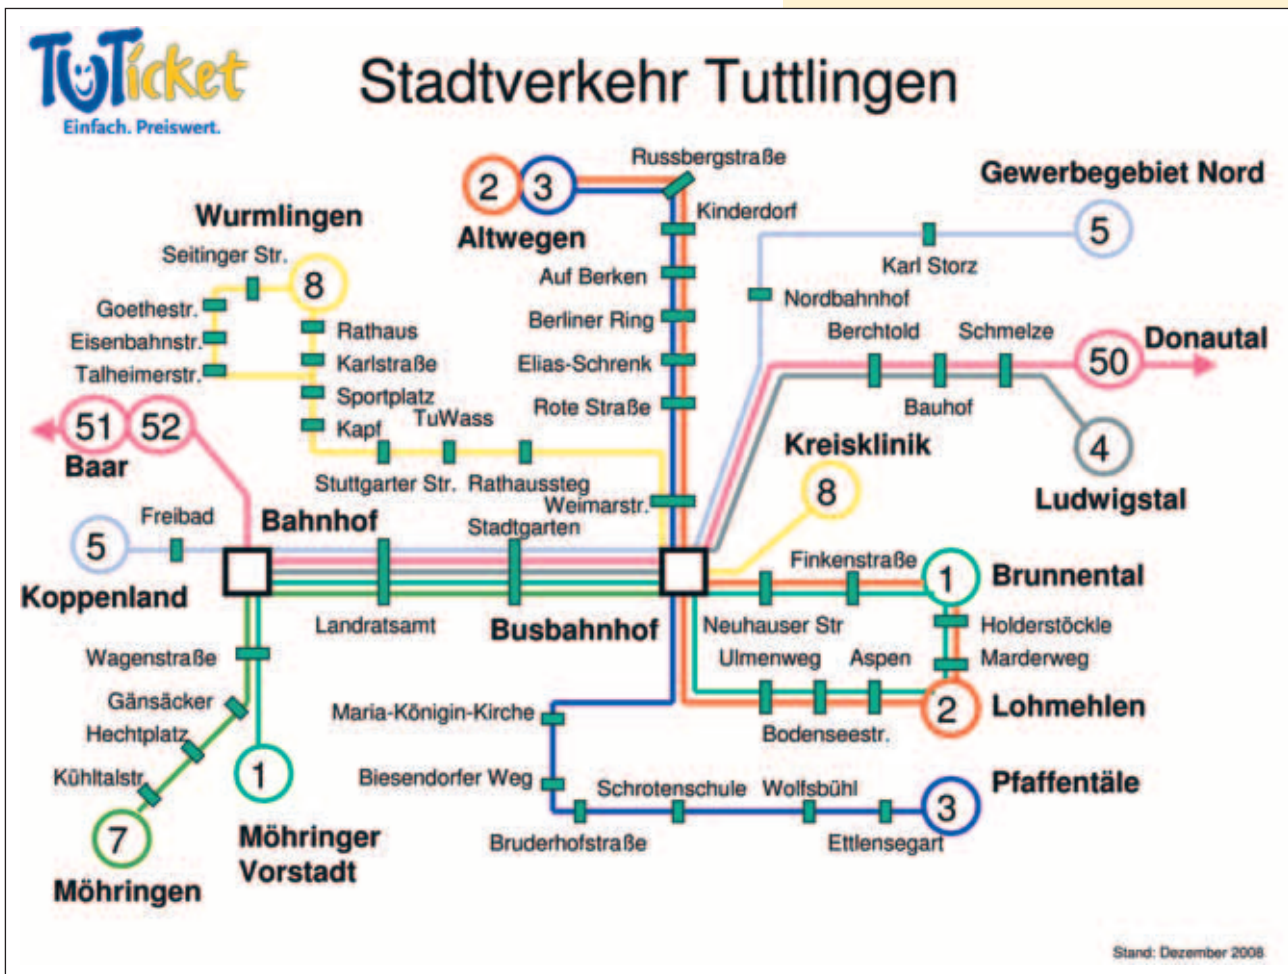 TUTicket
Einfach. Preiswert.
Stadtverkehr Tuttlingen
Russbergstraße
2
3
Altwegen
Kinderdorf
Gewerbegebiet Nord
5
Karl Storz
Wurmlingen
Seitinger Str.
8
Goethestr.
Eisenbahnstr.
Talheimerstr.
Rathaus
Karlstraße
Sportplatz
Kapf
Auf Berken
Berliner Ring
Elias-Schrenk
Rote Straße
Nordbahnhof
Berchtold
Schmelze
50
Donautal
Bauhof
51
52
Baar
TuWass
Stuttgarter Str.
Rathaussteg
Weimarstr.
Kreisklinik
8
4
Ludwigstal
Freibad
5
Koppenland
Bahnhof
Stadtgarten
Landratsamt
Busbahnhof
Finkenstraße
1
Brunnental
Neuhauser Str
Holderstöckle
Marderweg
Ulmenweg
Aspen
Bodenseestr.
2
Lohmehlen
Wagenstraße
Gänsäcker
Hechtplatz
Kühltalstr.
7
Möhringen
1
Möhringer
Vorstadt
Maria-Königin-Kirche
Biesendorfer Weg
Schrotenschule
Wolfsbühl
3
Pfaffentäle
Bruderhofstraße
Ettlensegart
Stand: Dezember 2008